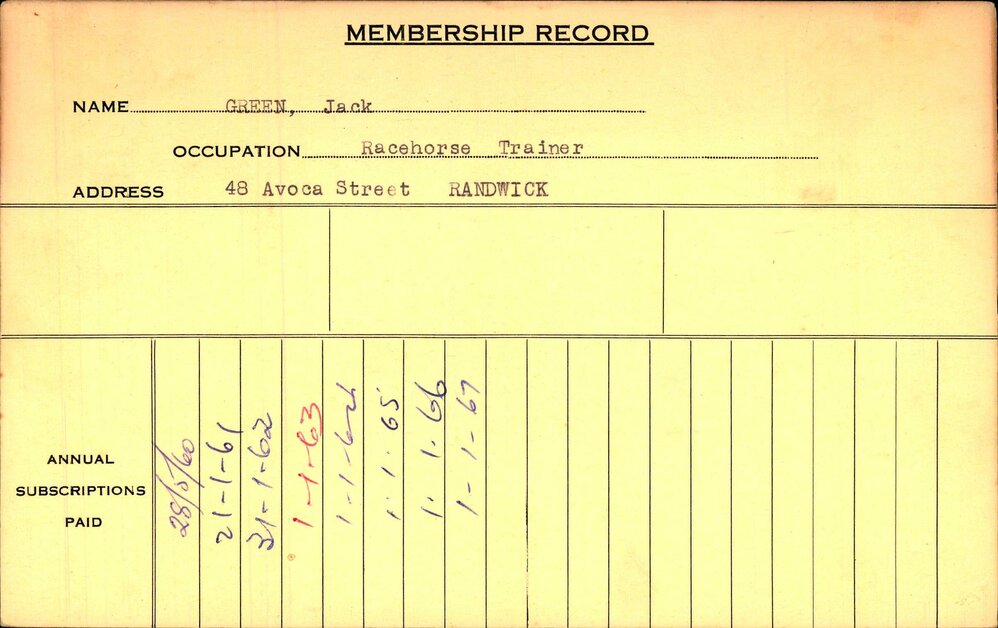 MEMBERSHIP RECORD
NAME GREEN, Jack
OCCUPATION Racehorse Trainer
ADDRESS 48 Avoca Street RANDWICK
ANNUAL
SUBSCRIPTIONS
PAID
28/5/60
21-1-61
31-1-62
1-1-63
1-1-64
1.1.65
1.1.66
1-1-67